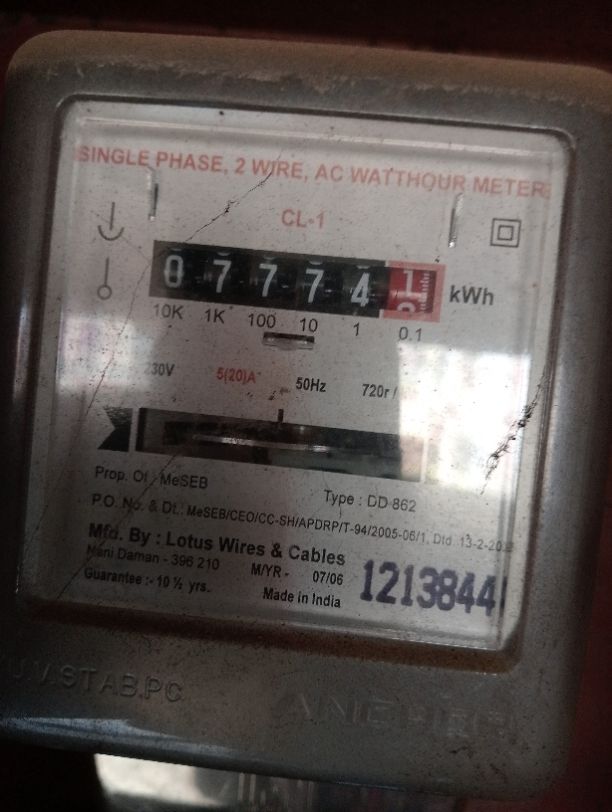 SINGLE PHASE, 2 WIRE, AC WATTHOUR METER
CL-1
0 7 7 7 4 1 kWh
10K 1K 100 10 1 0.1
230V 5(20)A 50Hz 720r/
Prop. Of : MeSEB
Type : DD 862
P.O. No. & Dt.: MeSEB/CEO/CC-SH/APDRP/T-94/2005-06/1, Dtd. 13-2-20
Mfd. By : Lotus Wires & Cables
Nani Daman - 396 210 M/YR - 07/06
Guarantee :- 10 ½ yrs. Made in India
1213844